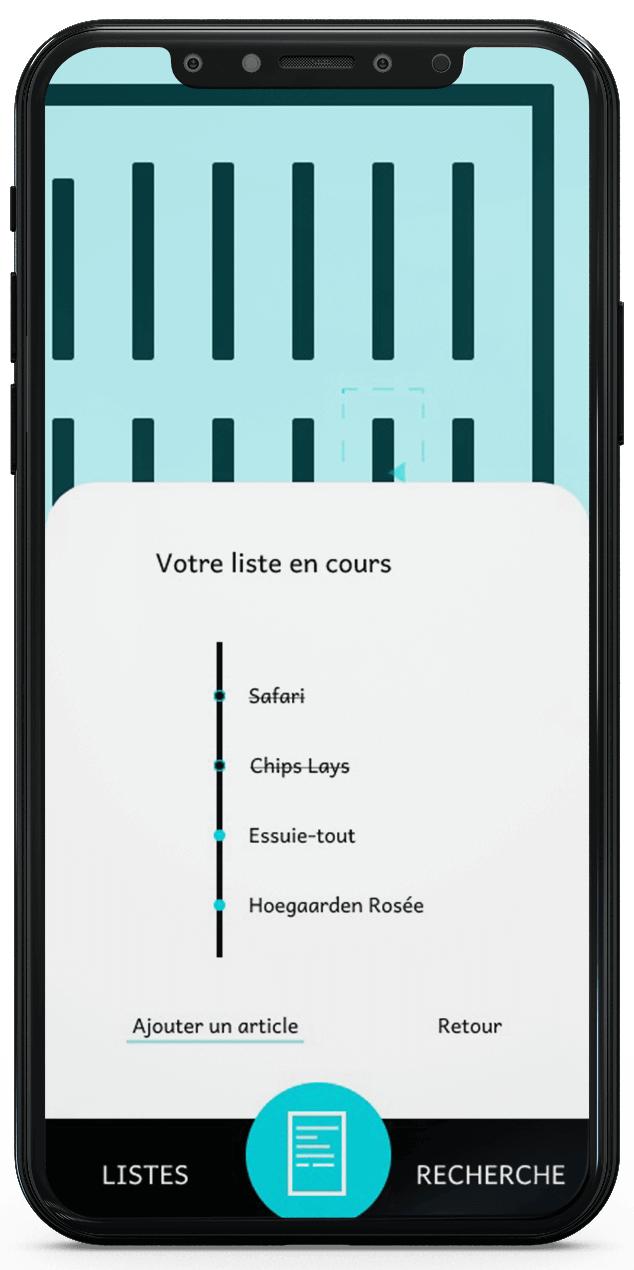 Votre liste en cours
Safari
Chips Lays
Essuie-tout
Hoegaarden Rosée
Ajouter un article
Retour
LISTES
RECHERCHE